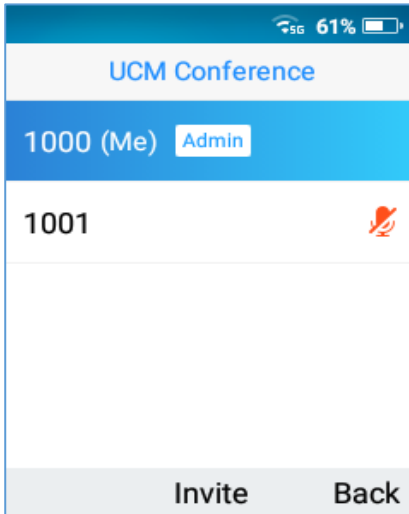 5G 61%
UCM Conference
1000 (Me) Admin
1001
Invite Back